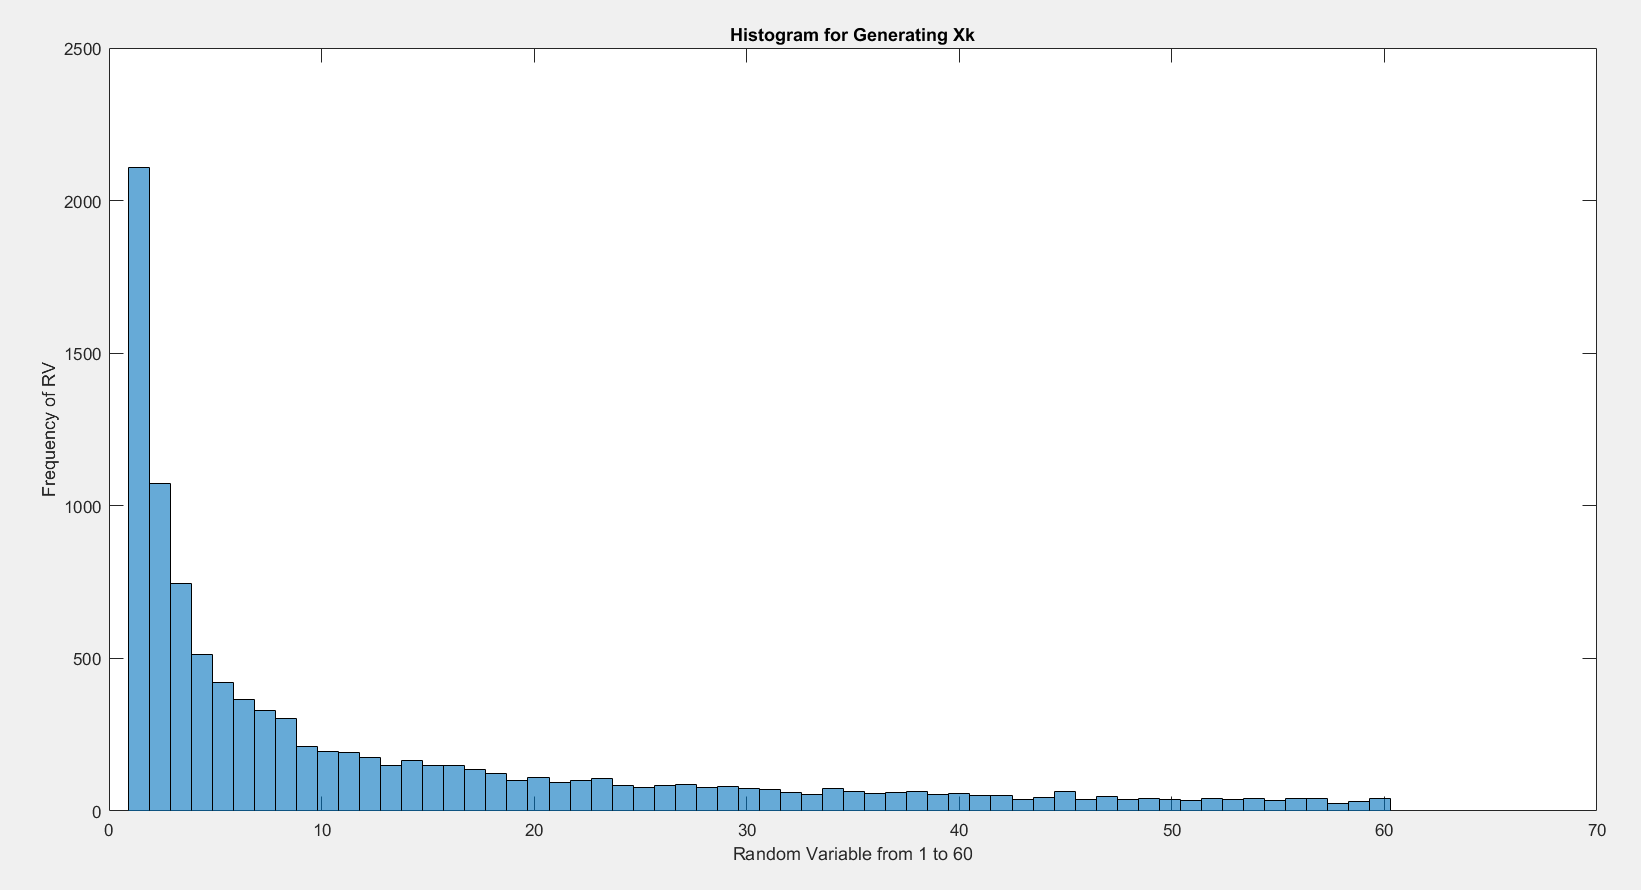 Histogram for Generating Xk
2500
2000
1500
1000
500
0
Frequency of RV
0 10 20 30 40 50 60 70
Random Variable from 1 to 60